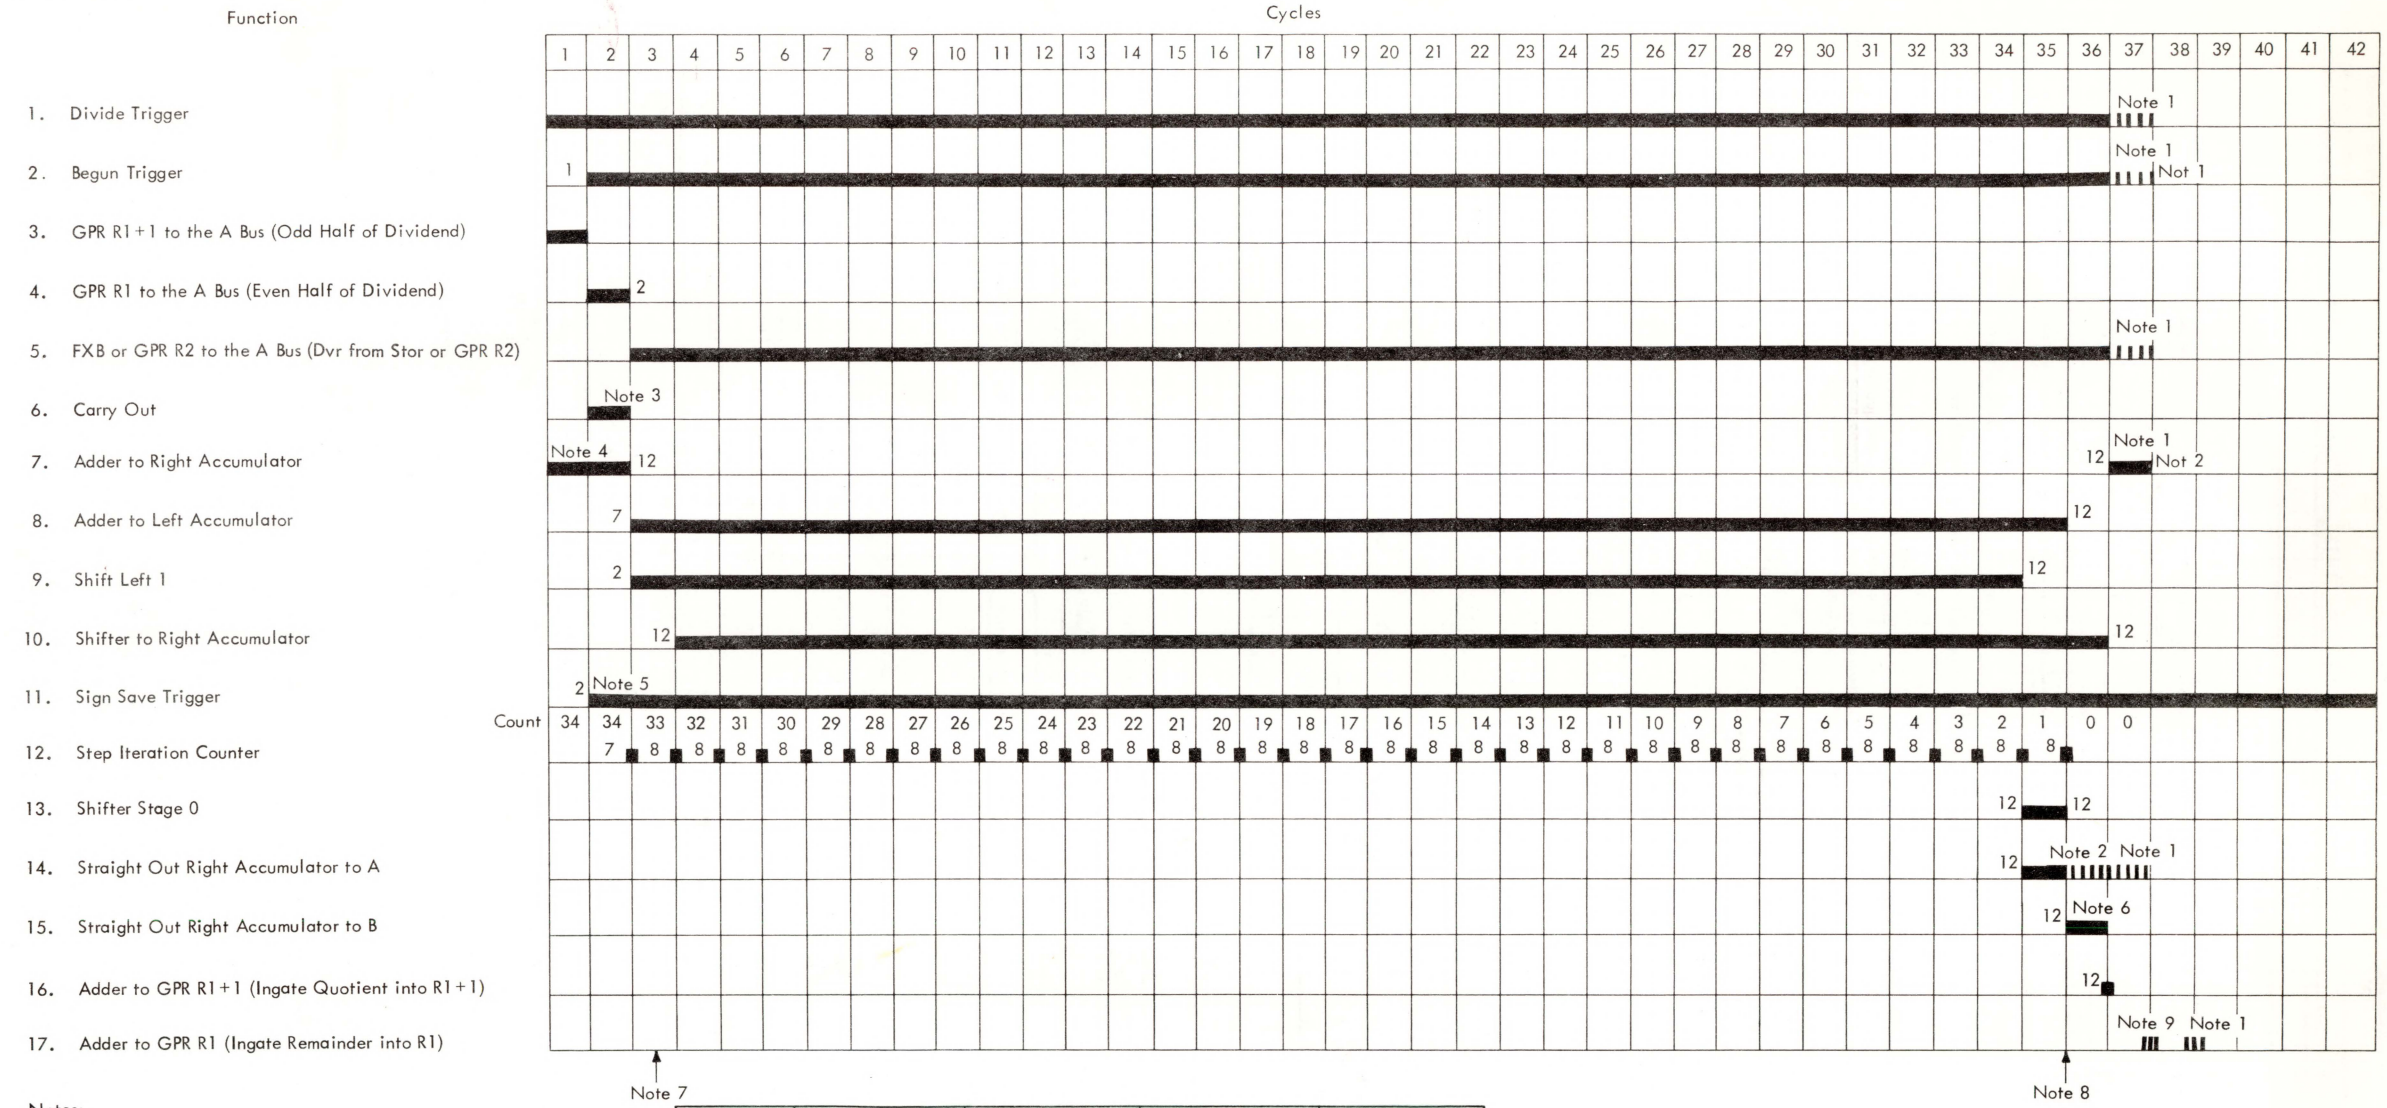 Function
Cycles
1 2 3 4 5 6 7 8 9 10 11 12 13 14 15 16 17 18 19 20 21 22 23 24 25 26 27 28 29 30 31 32 33 34 35 36 37 38 39 40 41 42
1. Divide Trigger
Note 1
2. Begun Trigger
1
Note 1
Not 1
3. GPR R1+1 to the A Bus (Odd Half of Dividend)
4. GPR R1 to the A Bus (Even Half of Dividend)
2
5. FXB or GPR R2 to the A Bus (Dvr from Stor or GPR R2)
Note 1
6. Carry Out
Note 3
7. Adder to Right Accumulator
Note 4
12
12
Note 1
Not 2
8. Adder to Left Accumulator
7
12
9. Shift Left 1
2
12
10. Shifter to Right Accumulator
12
12
11. Sign Save Trigger
2
Note 5
Count 34 34 33 32 31 30 29 28 27 26 25 24 23 22 21 20 19 18 17 16 15 14 13 12 11 10 9 8 7 6 5 4 3 2 1 0 0
12. Step Iteration Counter
7 8 8 8 8 8 8 8 8 8 8 8 8 8 8 8 8 8 8 8 8 8 8 8 8 8 8 8 8 8 8 8 8 8
13. Shifter Stage 0
12
12
14. Straight Out Right Accumulator to A
12
Note 2 Note 1
15. Straight Out Right Accumulator to B
12
Note 6
16. Adder to GPR R1+1 (Ingate Quotient into R1+1)
12
17. Adder to GPR R1 (Ingate Remainder into R1)
Note 9 Note 1
Note 7
Note 8